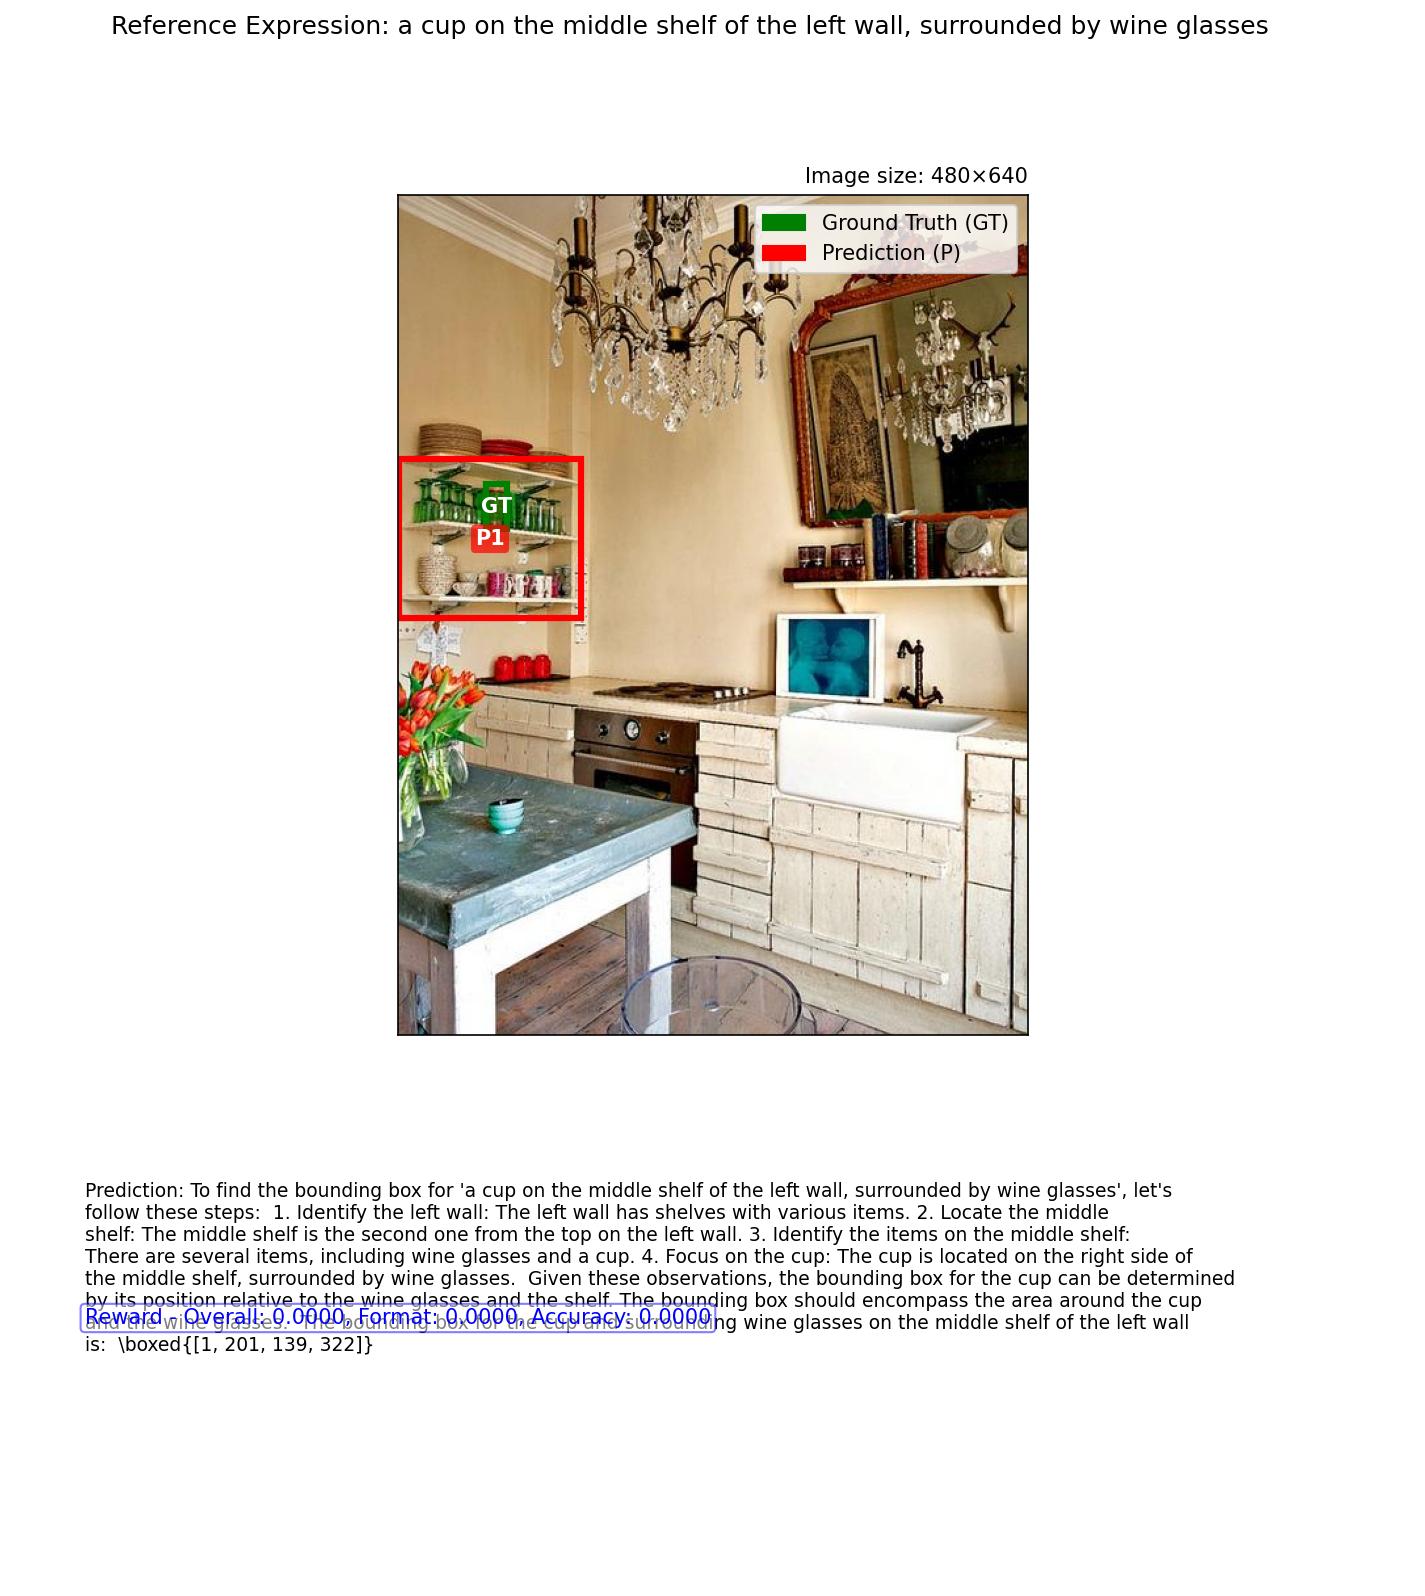 Reference Expression: a cup on the middle shelf of the left wall, surrounded by wine glasses
Image size: 480×640
Ground Truth (GT)
Prediction (P)
GT
P1
Prediction: To find the bounding box for 'a cup on the middle shelf of the left wall, surrounded by wine glasses', let's
follow these steps:  1. Identify the left wall: The left wall has shelves with various items. 2. Locate the middle
shelf: The middle shelf is the second one from the top on the left wall. 3. Identify the items on the middle shelf:
There are several items, including wine glasses and a cup. 4. Focus on the cup: The cup is located on the right side of
the middle shelf, surrounded by wine glasses.  Given these observations, the bounding box for the cup can be determined
by its position relative to the wine glasses and the shelf. The bounding box should encompass the area around the cup
Reward - Overall: 0.0000, Format: 0.0000, Accuracy: 0.0000
and the wine glasses.  The bounding box for the cup and surrounding wine glasses on the middle shelf of the left wall
is:  \boxed{[1, 201, 139, 322]}